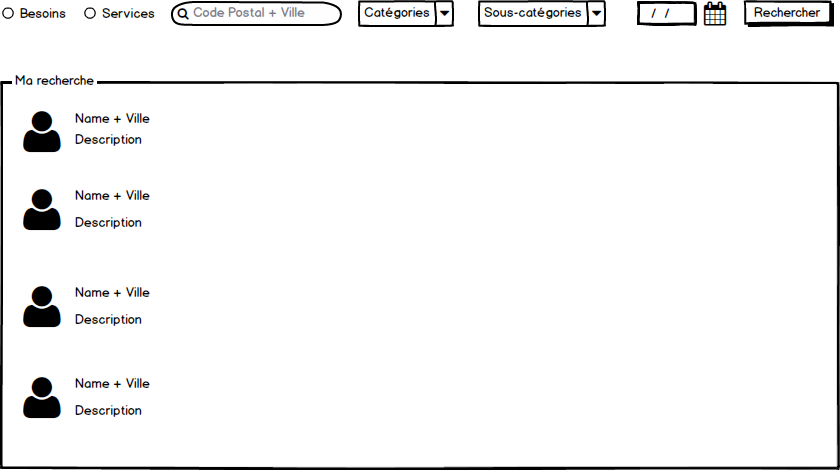 Besoins Services Code Postal + Ville Catégories Sous-catégories / / Rechercher
Ma recherche
Name + Ville
Description
Name + Ville
Description
Name + Ville
Description
Name + Ville
Description